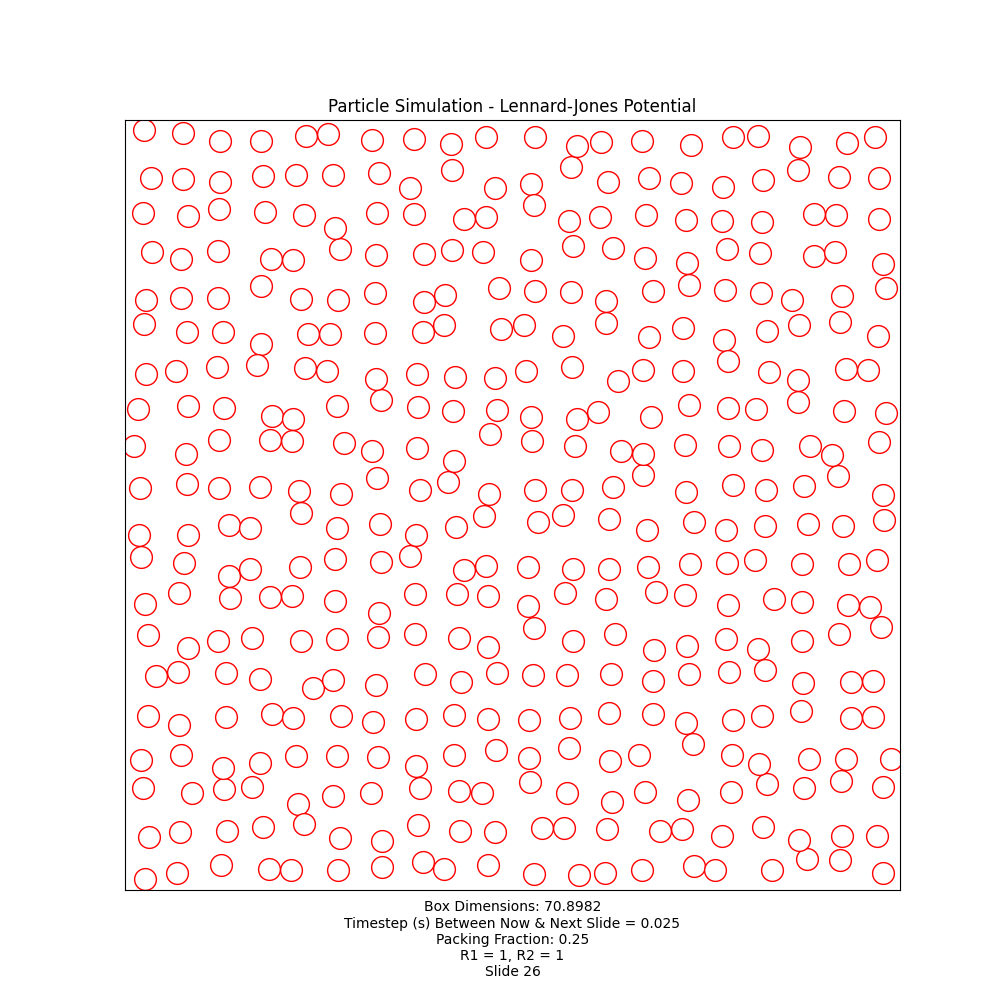 Particle Simulation - Lennard-Jones Potential
Box Dimensions: 70.8982
Timestep (s) Between Now & Next Slide = 0.025
Packing Fraction: 0.25
R1 = 1, R2 = 1
Slide 26